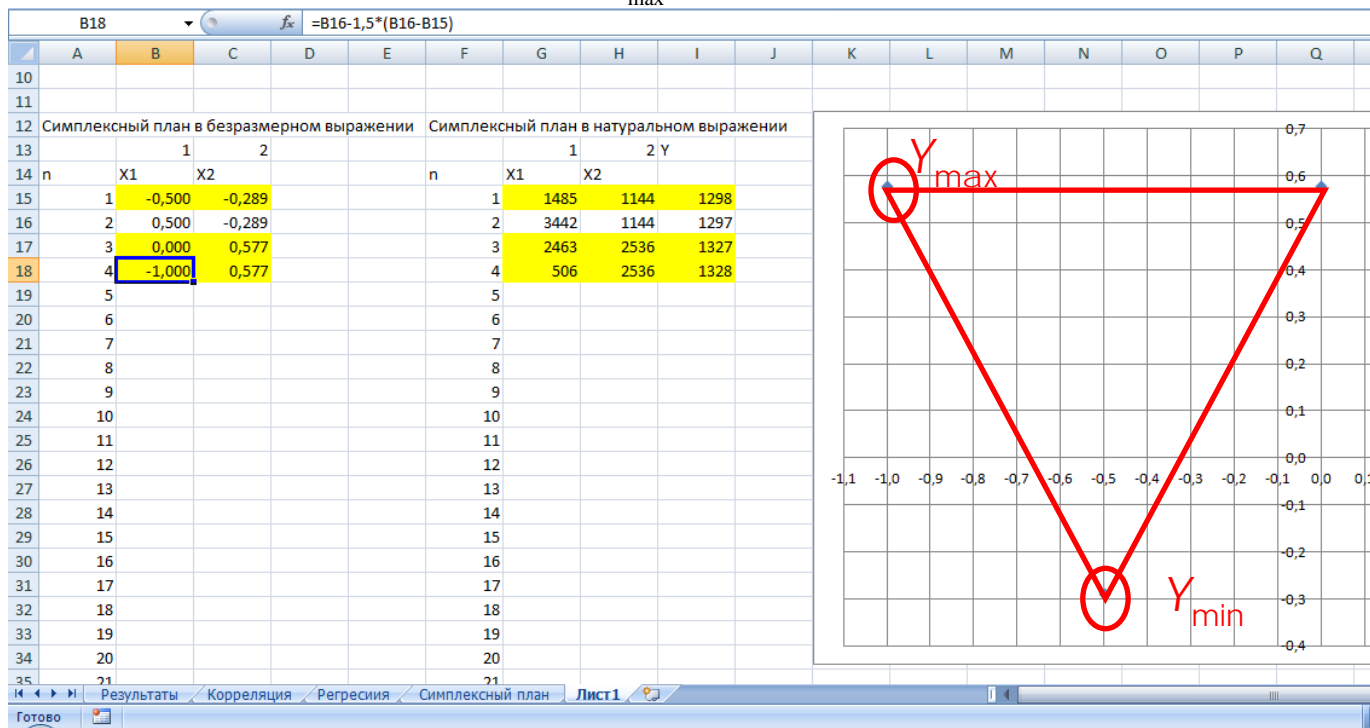 max
B18 fx =B16-1,5*(B16-B15)
A B C D E F G H I J K L M N O P Q
10
11
12 Симплексный план в безразмерном выражении Симплексный план в натуральном выражении
13 1 2 1 2 Y
14 n X1 X2 n X1 X2
15 1 -0,500 -0,289 1 1485 1144 1298
16 2 0,500 -0,289 2 3442 1144 1297
17 3 0,000 0,577 3 2463 2536 1327
18 4 -1,000 0,577 4 506 2536 1328
19 5 5
20 6 6
21 7 7
22 8 8
23 9 9
24 10 10
25 11 11
26 12 12
27 13 13
28 14 14
29 15 15
30 16 16
31 17 17
32 18 18
33 19 19
34 20 20
35 21 21
Ymax
0,7
0,6
0,5
0,4
0,3
0,2
0,1
0,0
-1,1 -1,0 -0,9 -0,8 -0,7 -0,6 -0,5 -0,4 -0,3 -0,2 -0,1 0,0
-0,1
-0,2
-0,3
-0,4
Ymin
Результаты Корреляция Регресиия Симплексный план Лист1
Готово